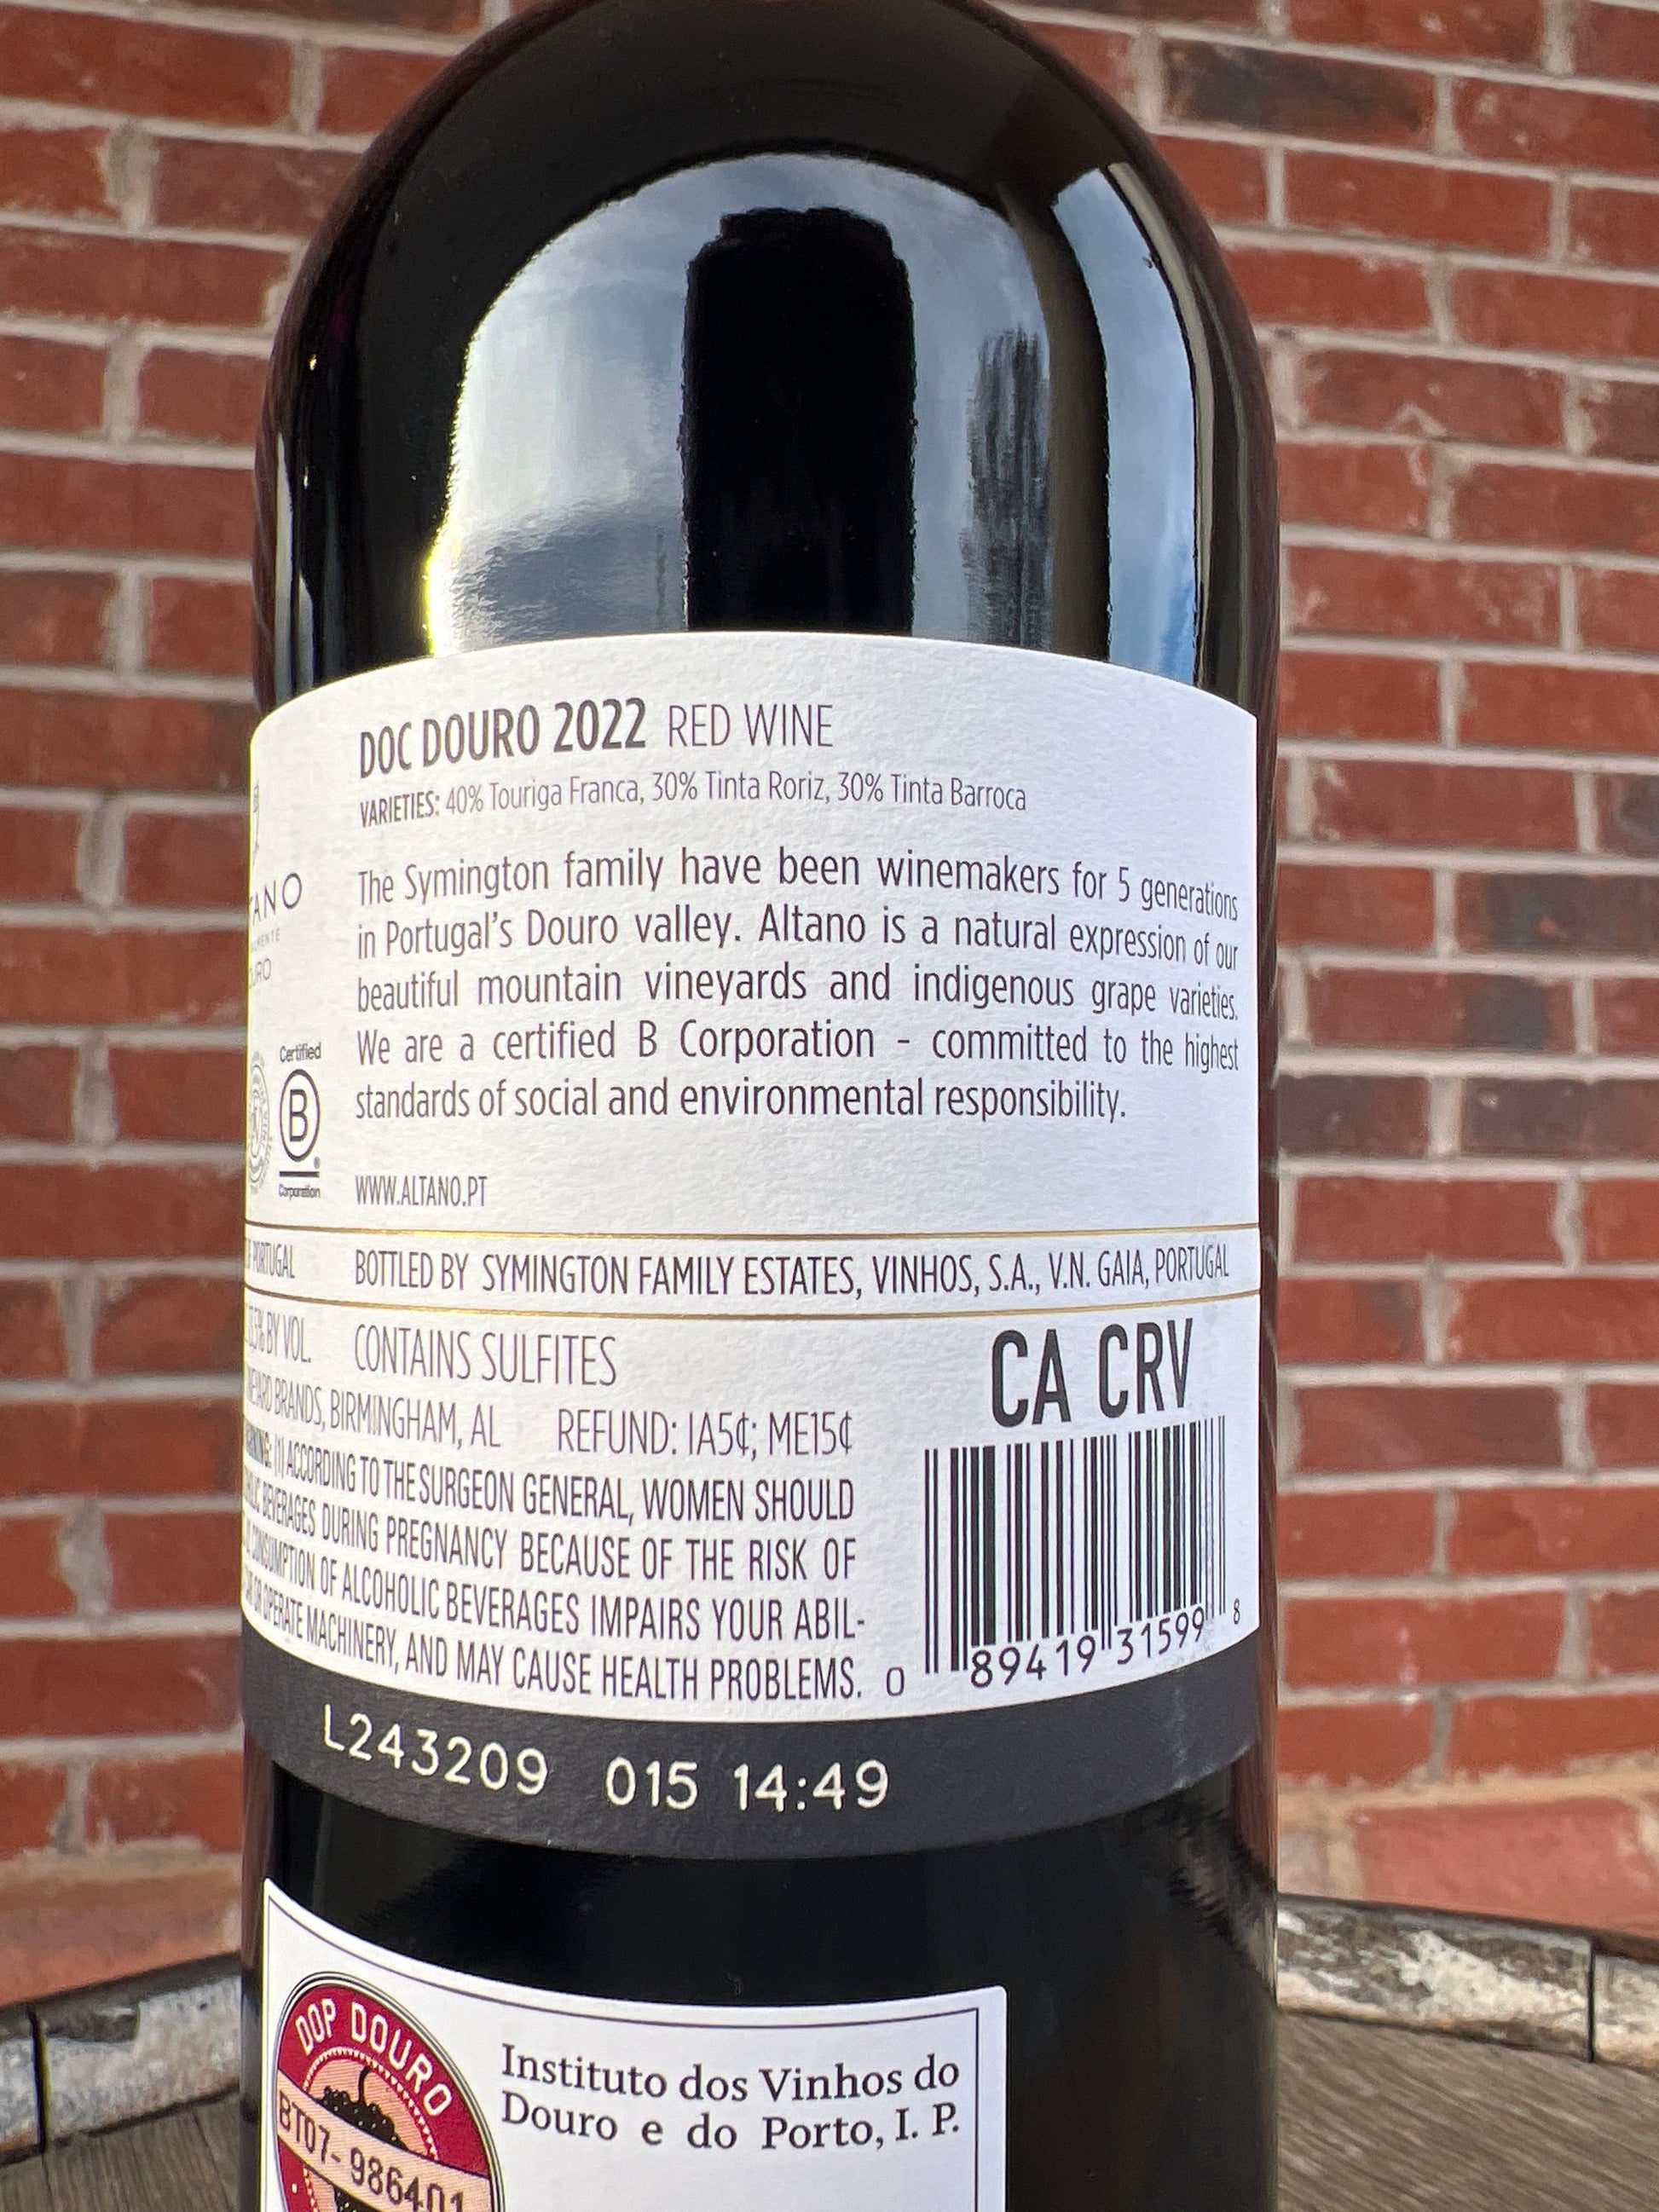 DOC DOURO 2022 RED WINE
VARIETIES: 40% Touriga Franca, 30% Tinta Roriz, 30% Tinta Barroca
The Symington family have been winemakers for 5 generations
in Portugal's Douro valley. Altano is a natural expression of our
beautiful mountain vineyards and indigenous grape varieties.
We are a certified B Corporation - committed to the highest
standards of social and environmental responsibility.
WWW.ALTANO.PT
Certified
B
Corporation
PORTUGAL
BOTTLED BY SYMINGTON FAMILY ESTATES, VINHOS, S.A., V.N. GAIA, PORTUGAL
BY VOL. CONTAINS SULFITES
BRANDS, BIRMINGHAM, AL REFUND: IA5¢; ME15¢
(1) ACCORDING TO THE SURGEON GENERAL, WOMEN SHOULD
BEVERAGES DURING PREGNANCY BECAUSE OF THE RISK OF
CONSUMPTION OF ALCOHOLIC BEVERAGES IMPAIRS YOUR ABIL-
OR OPERATE MACHINERY, AND MAY CAUSE HEALTH PROBLEMS.
CA CRV
0 89419 31599 8
L243209 015 14:49
DOP DOURO
BT07- 986401
Instituto dos Vinhos do
Douro e do Porto, I. P.